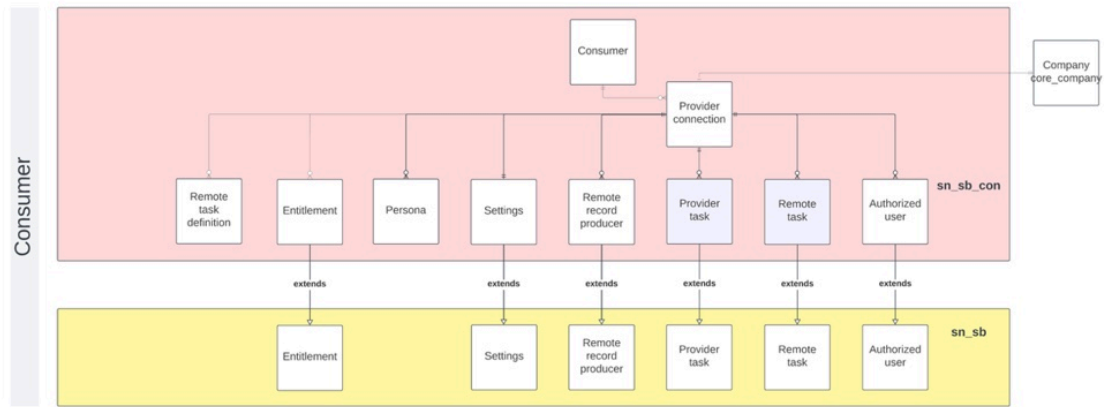 Consumer
Consumer
Company
core_company
Provider
connection
sn_sb_con
Remote
task
definition
Entitlement
Persona
Settings
Remote
record
producer
Provider
task
Remote
task
Authorized
user
extends
extends
extends
extends
extends
extends
sn_sb
Entitlement
Settings
Remote
record
producer
Provider
task
Remote
task
Authorized
user